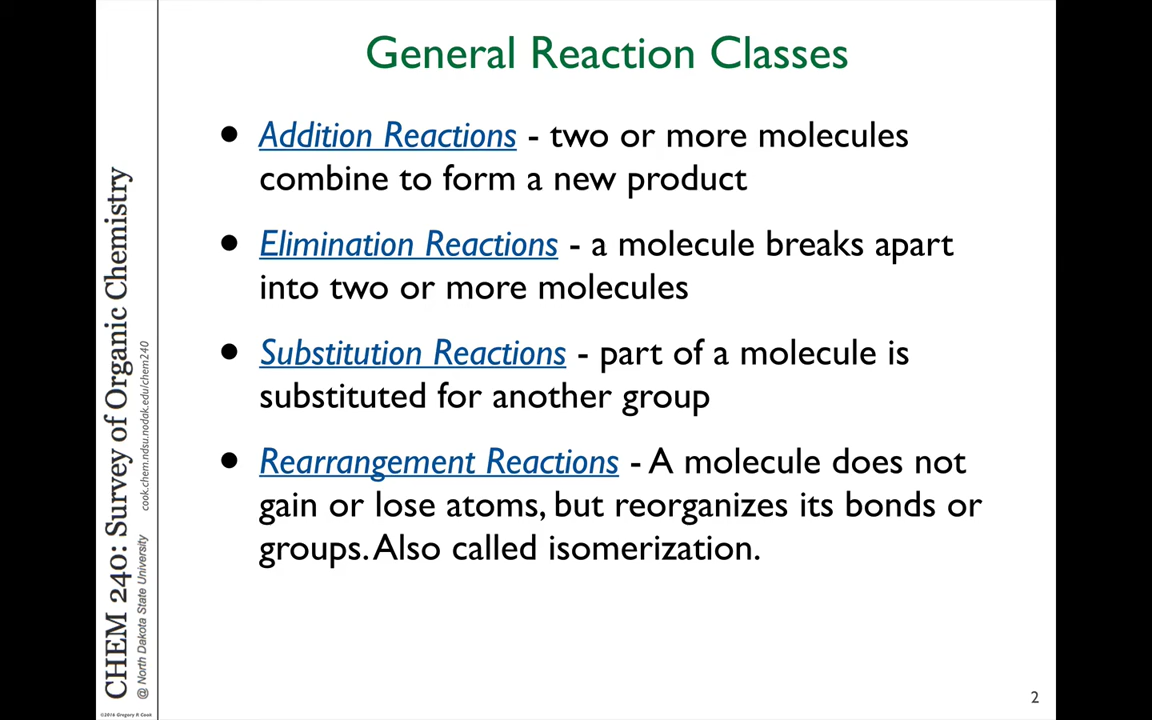 General Reaction Classes
• Addition Reactions - two or more molecules
combine to form a new product
• Elimination Reactions - a molecule breaks apart
into two or more molecules
• Substitution Reactions - part of a molecule is
substituted for another group
• Rearrangement Reactions - A molecule does not
gain or lose atoms, but reorganizes its bonds or
groups. Also called isomerization.
CHEM 240: Survey of Organic Chemistry
@ North Dakota State University cook.chem.ndsu.nodak.edu/chem240
©2016 Gregory R Cook
2